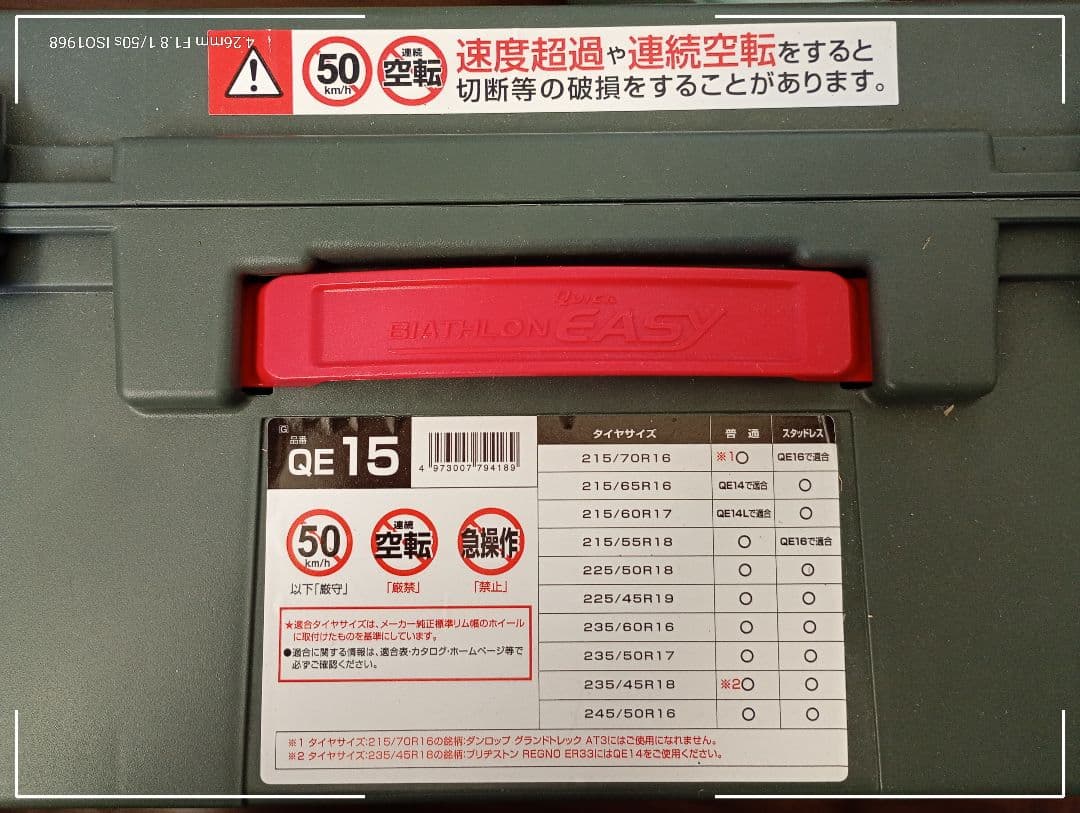 4.26mm F1.8 1/50s ISO1968
50
km/h
連続
空転
速度超過や連続空転をすると
切断等の破損をすることがあります。
QUICK
BIATHLON EASY
G
品番
QE 15
4 973007 794189
50
km/h
以下「厳守」
連続
空転
「厳禁」
急操作
「禁止」
★適合タイヤサイズは、メーカー純正標準リム幅のホイール
に取付けたものを基準にしています。
●適合に関する情報は、適合表・カタログ・ホームページ等で
必ずご確認ください。
タイヤサイズ 普通 スタッドレス
215/70R16 ※1○ QE16で適合
215/65R16 QE14で適合 ○
215/60R17 QE14Lで適合 ○
215/55R18 ○ QE16で適合
225/50R18 ○ ○
225/45R19 ○ ○
235/60R16 ○ ○
235/50R17 ○ ○
235/45R18 ※2○ ○
245/50R16 ○ ○
※1 タイヤサイズ:215/70R16の銘柄:ダンロップ グランドトレック AT3にはご使用になれません。
※2 タイヤサイズ:235/45R18の銘柄:ブリヂストン REGNO ER33にはQE14をご使用ください。